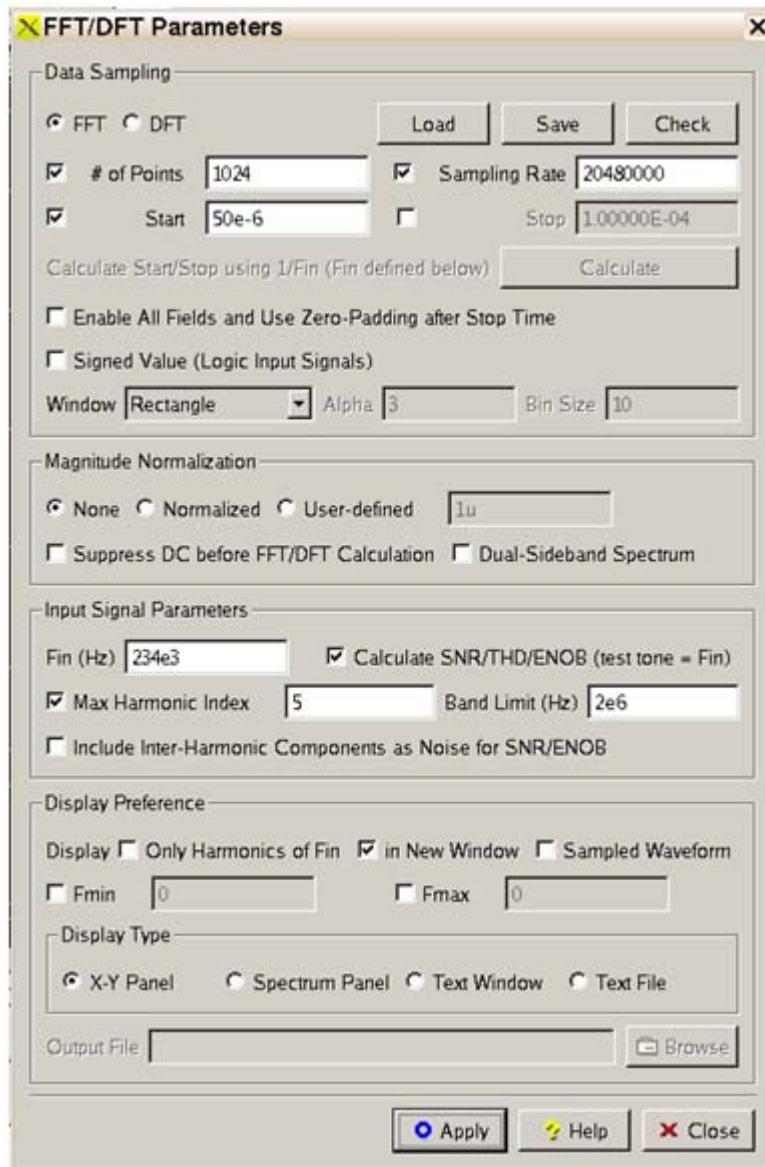 FFT/DFT Parameters
Data Sampling
FFT DFT Load Save Check
# of Points 1024 Sampling Rate 20480000
Start 50e-6 Stop 1.00000E-04
Calculate Start/Stop using 1/Fin (Fin defined below) Calculate
Enable All Fields and Use Zero-Padding after Stop Time
Signed Value (Logic Input Signals)
Window Rectangle Alpha 3 Bin Size 10
Magnitude Normalization
None Normalized User-defined 1u
Suppress DC before FFT/DFT Calculation Dual-Sideband Spectrum
Input Signal Parameters
Fin (Hz) 234e3 Calculate SNR/THD/ENOB (test tone = Fin)
Max Harmonic Index 5 Band Limit (Hz) 2e6
Include Inter-Harmonic Components as Noise for SNR/ENOB
Display Preference
Display Only Harmonics of Fin in New Window Sampled Waveform
Fmin 0 Fmax 0
Display Type
X-Y Panel Spectrum Panel Text Window Text File
Output File Browse
Apply Help Close